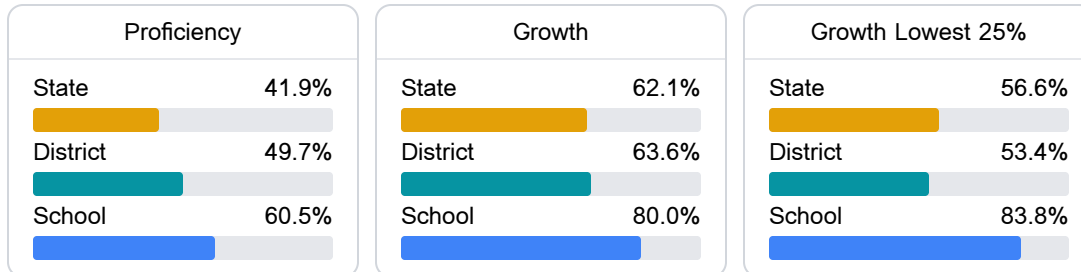 Proficiency
State 41.9%
District 49.7%
School 60.5%
Growth
State 62.1%
District 63.6%
School 80.0%
Growth Lowest 25%
State 56.6%
District 53.4%
School 83.8%